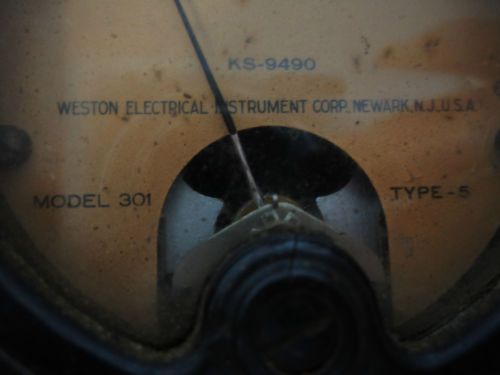 KS-9490
WESTON ELECTRICAL INSTRUMENT CORP. NEWARK, N.J., U.S.A.
MODEL 301
TYPE-5